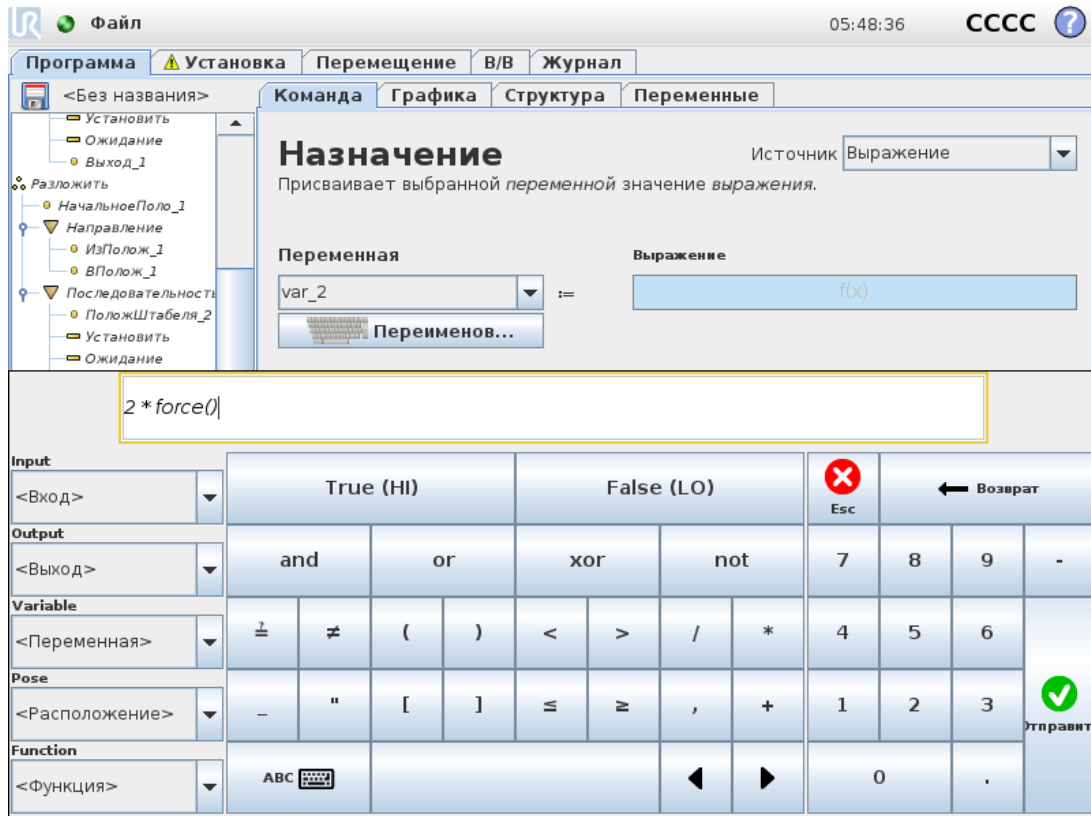 UR Файл 05:48:36 CCCC ?
Программа Установка Перемещение В/В Журнал
<Без названия> Команда Графика Структура Переменные
Установить
Ожидание
Выход_1
Разложить
НачальноеПоло_1
Направление
ИзПолож_1
ВПолож_1
Последовательность
ПоложШтабеля_2
Установить
Ожидание
Назначение
Источник Выражение
Присваивает выбранной переменной значение выражения.
Переменная Выражение
var_2 := f(x)
Переименов...
2 * force()
Input
<Вход>
Output
<Выход>
Variable
<Переменная>
Pose
<Расположение>
Function
<Функция>
True (HI) False (LO) Esc Возврат
and or xor not 7 8 9 -
≟ ≠ ( ) < > / * 4 5 6
_ " [ ] ≤ ≥ , + 1 2 3 Отправит
ABC 0 .